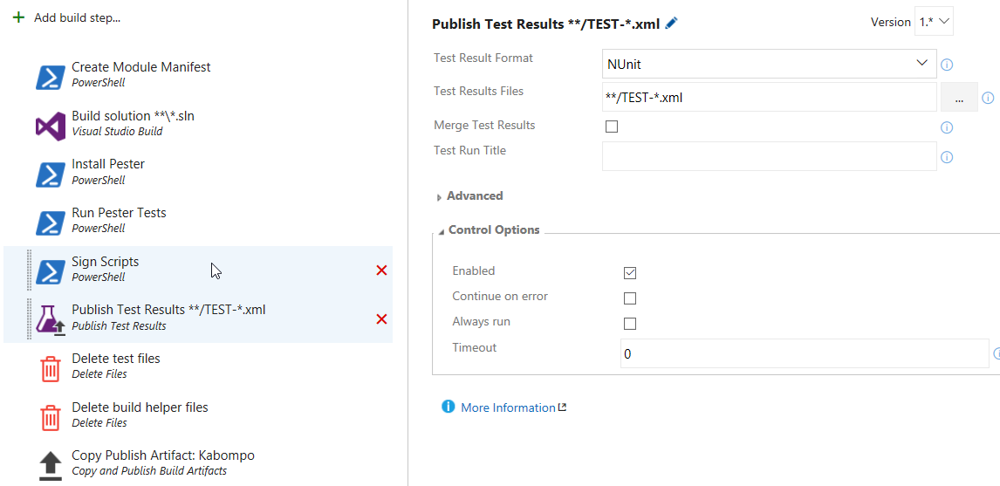 Add build step...
Create Module Manifest
PowerShell
Build solution **\*.sln
Visual Studio Build
Install Pester
PowerShell
Run Pester Tests
PowerShell
Sign Scripts
PowerShell
Publish Test Results **/TEST-*.xml
Publish Test Results
Delete test files
Delete Files
Delete build helper files
Delete Files
Copy Publish Artifact: Kabompo
Copy and Publish Build Artifacts
Publish Test Results **/TEST-*.xml
Version 1.*
Test Result Format NUnit
Test Results Files **/TEST-*.xml ...
Merge Test Results
Test Run Title
Advanced
Control Options
Enabled
Continue on error
Always run
Timeout 0
More Information